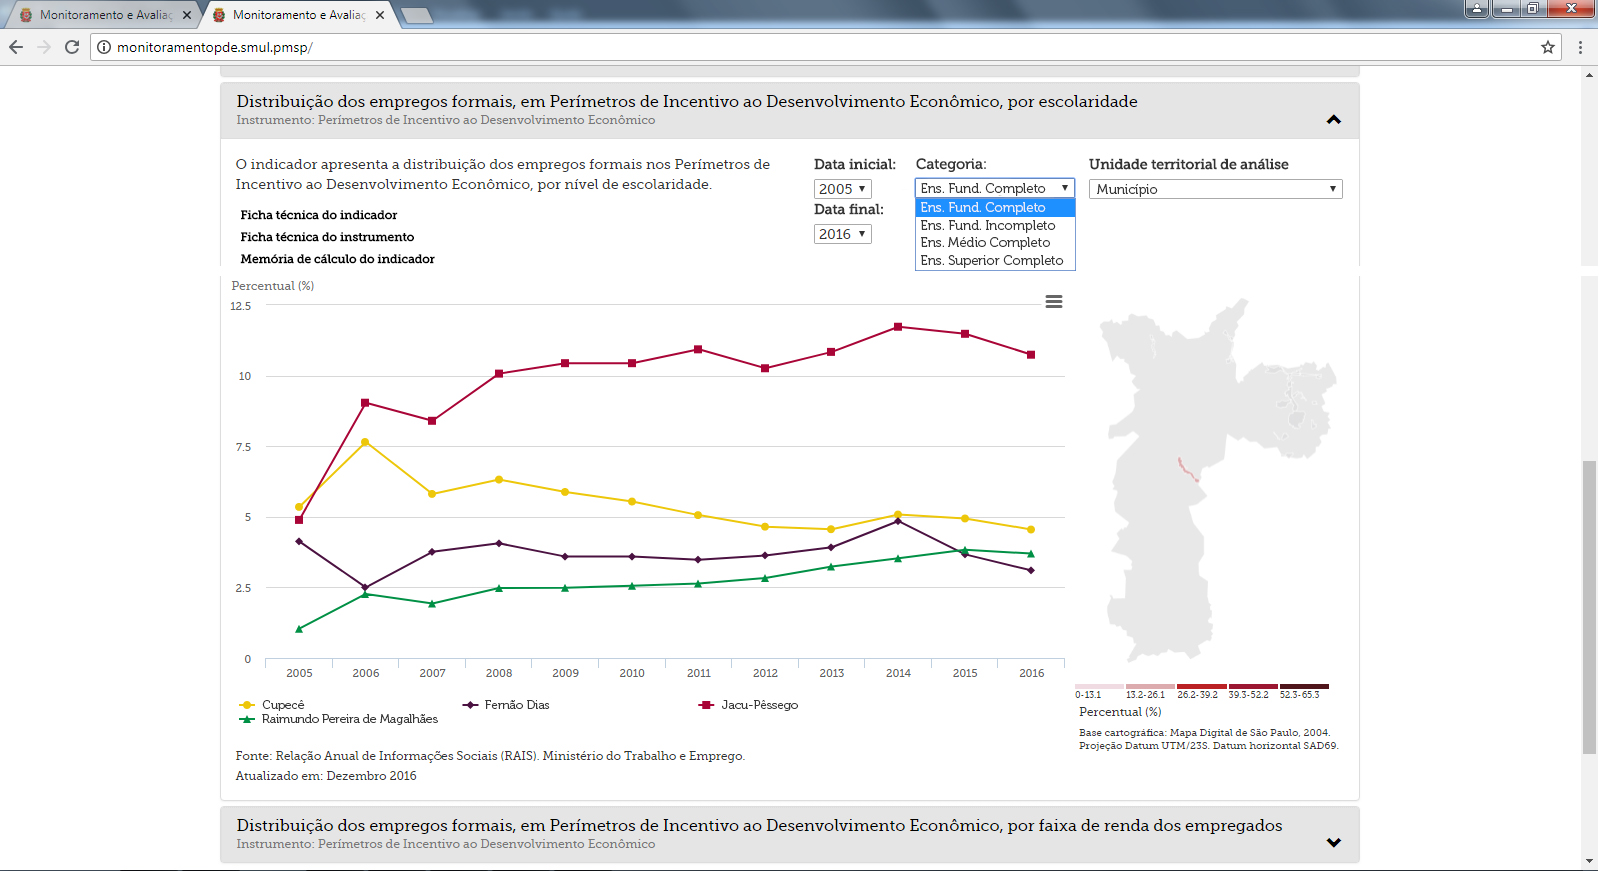 Monitoramento e Avaliaç
Monitoramento e Avaliaç
monitoramentopde.smul.pmsp/
Distribuição dos empregos formais, em Perímetros de Incentivo ao Desenvolvimento Econômico, por escolaridade
Instrumento: Perímetros de Incentivo ao Desenvolvimento Econômico
O indicador apresenta a distribuição dos empregos formais nos Perímetros de
Incentivo ao Desenvolvimento Econômico, por nível de escolaridade.
Ficha técnica do indicador
Ficha técnica do instrumento
Memória de cálculo do indicador
Data inicial:
2005
Data final:
2016
Categoria:
Ens. Fund. Completo
Ens. Fund. Completo
Ens. Fund. Incompleto
Ens. Médio Completo
Ens. Superior Completo
Unidade territorial de análise
Município
Percentual (%)
12.5
10
7.5
5
2.5
0
2005 2006 2007 2008 2009 2010 2011 2012 2013 2014 2015 2016
Cupecê Fernão Dias Jacu-Pêssego
Raimundo Pereira de Magalhães
0-13.1 13.2-26.1 26.2-39.2 39.3-52.2 52.3-65.3
Percentual (%)
Base cartográfica: Mapa Digital de São Paulo, 2004.
Projeção Datum UTM/23S. Datum horizontal SAD69.
Fonte: Relação Anual de Informações Sociais (RAIS). Ministério do Trabalho e Emprego.
Atualizado em: Dezembro 2016
Distribuição dos empregos formais, em Perímetros de Incentivo ao Desenvolvimento Econômico, por faixa de renda dos empregados
Instrumento: Perímetros de Incentivo ao Desenvolvimento Econômico